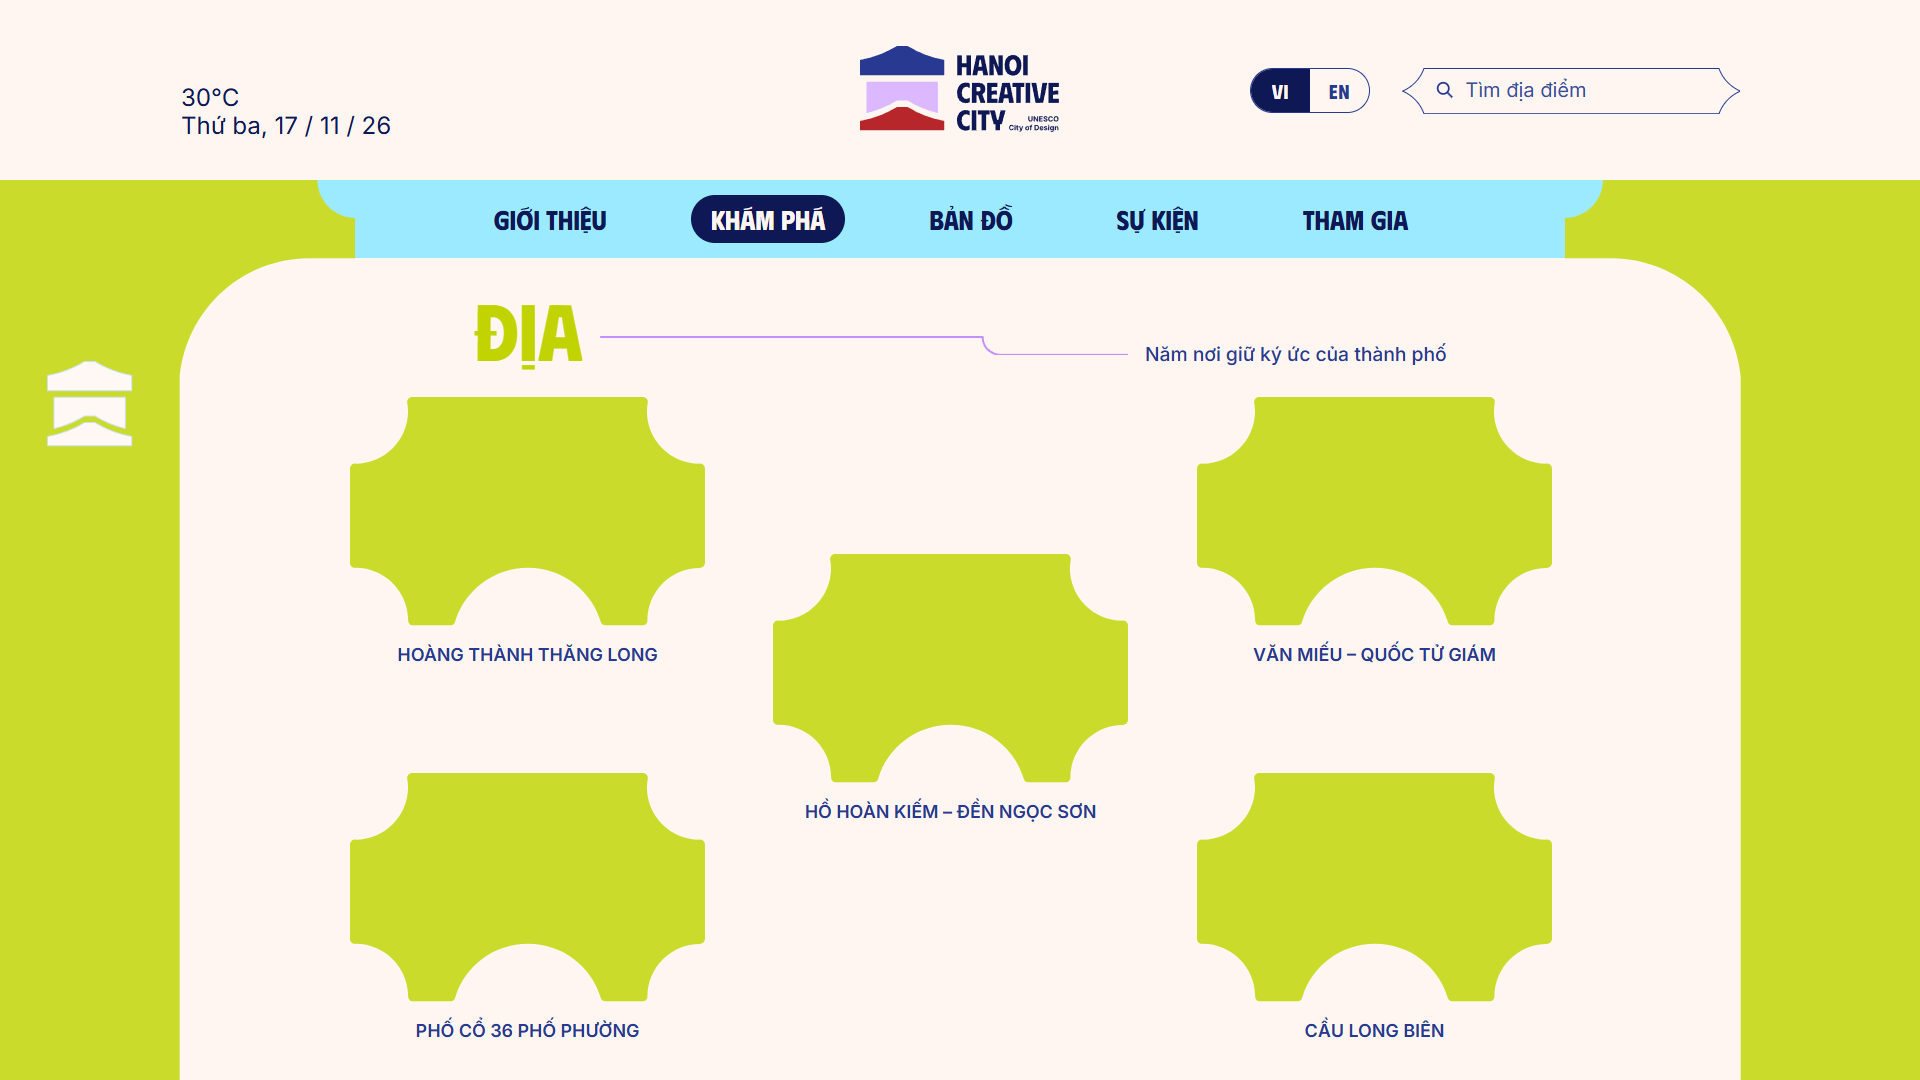 30°C
Thứ ba, 17 / 11 / 26
HANOI
CREATIVE
CITY
UNESCO
City of Design
VI
EN
Tìm địa điểm
GIỚI THIỆU
KHÁM PHÁ
BẢN ĐỒ
SỰ KIỆN
THAM GIA
ĐỊA
Năm nơi giữ ký ức của thành phố
HOÀNG THÀNH THĂNG LONG
VĂN MIẾU – QUỐC TỬ GIÁM
HỒ HOÀN KIẾM – ĐỀN NGỌC SƠN
PHỐ CỔ 36 PHỐ PHƯỜNG
CẦU LONG BIÊN